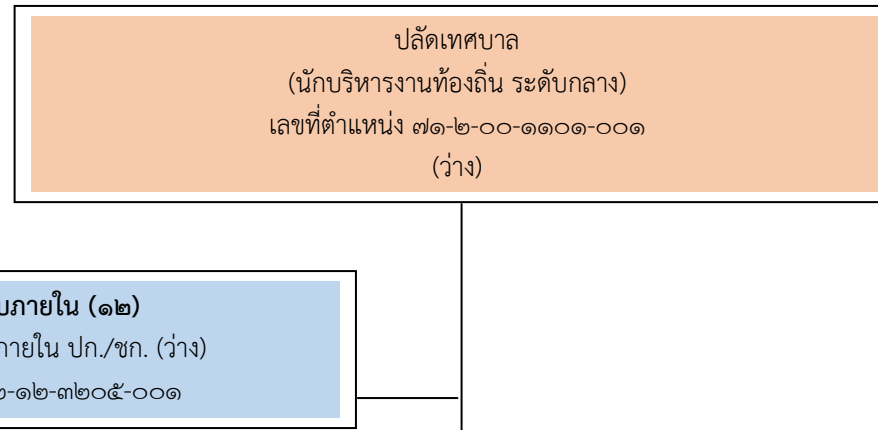 ปลัดเทศบาล
(นักบริหารงานท้องถิ่น ระดับกลาง)
เลขที่ตำแหน่ง ๗๑-๒-๐๐-๑๑๐๑-๐๐๑
(ว่าง)
บภายใน (๑๒)
ภายใน ปก./ชก. (ว่าง)
๒-๑๒-๓๒๐๕-๐๐๑